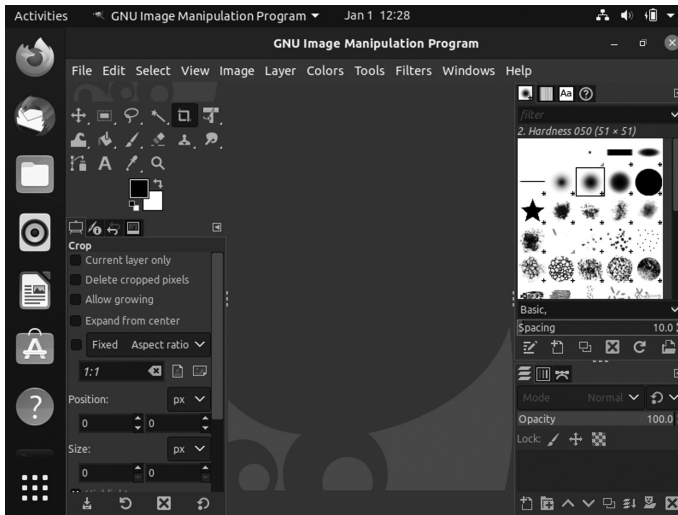 Activities GNU Image Manipulation Program Jan 1 12:28
GNU Image Manipulation Program
File Edit Select View Image Layer Colors Tools Filters Windows Help
Aa
filter
2. Hardness 050 (51 × 51)
A
Crop
Current layer only
Delete cropped pixels
Allow growing
Expand from center
Fixed Aspect ratio
1:1
Position: px
0 0
Size: px
0 0
Basic,
Spacing 10.0
Mode Normal
Opacity 100.0
Lock: